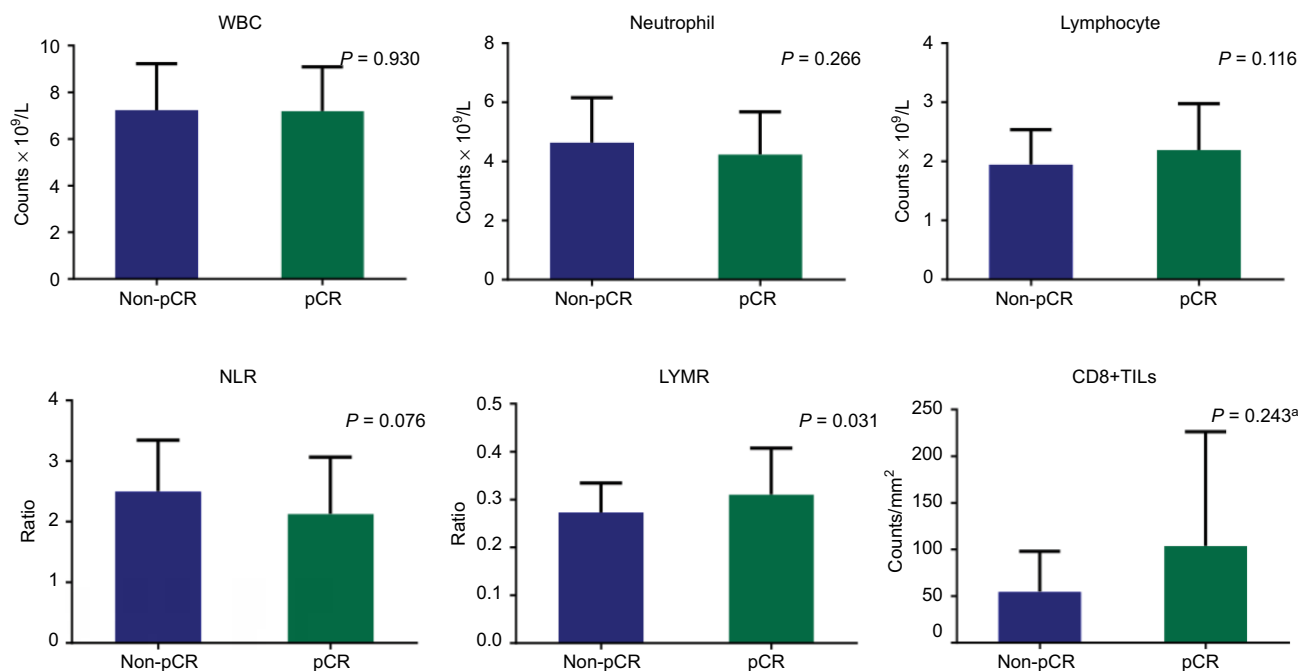 WBC
P = 0.930
Counts × 10⁹/L
10
8
6
4
2
0
Non-pCR
pCR
Neutrophil
P = 0.266
Counts × 10⁹/L
8
6
4
2
0
Non-pCR
pCR
Lymphocyte
P = 0.116
Counts × 10⁹/L
4
3
2
1
0
Non-pCR
pCR
NLR
P = 0.076
Ratio
4
3
2
1
0
Non-pCR
pCR
LYMR
P = 0.031
Ratio
0.5
0.4
0.3
0.2
0.1
0.0
Non-pCR
pCR
CD8+TILs
P = 0.243ᵃ
Counts/mm²
250
200
150
100
50
0
Non-pCR
pCR